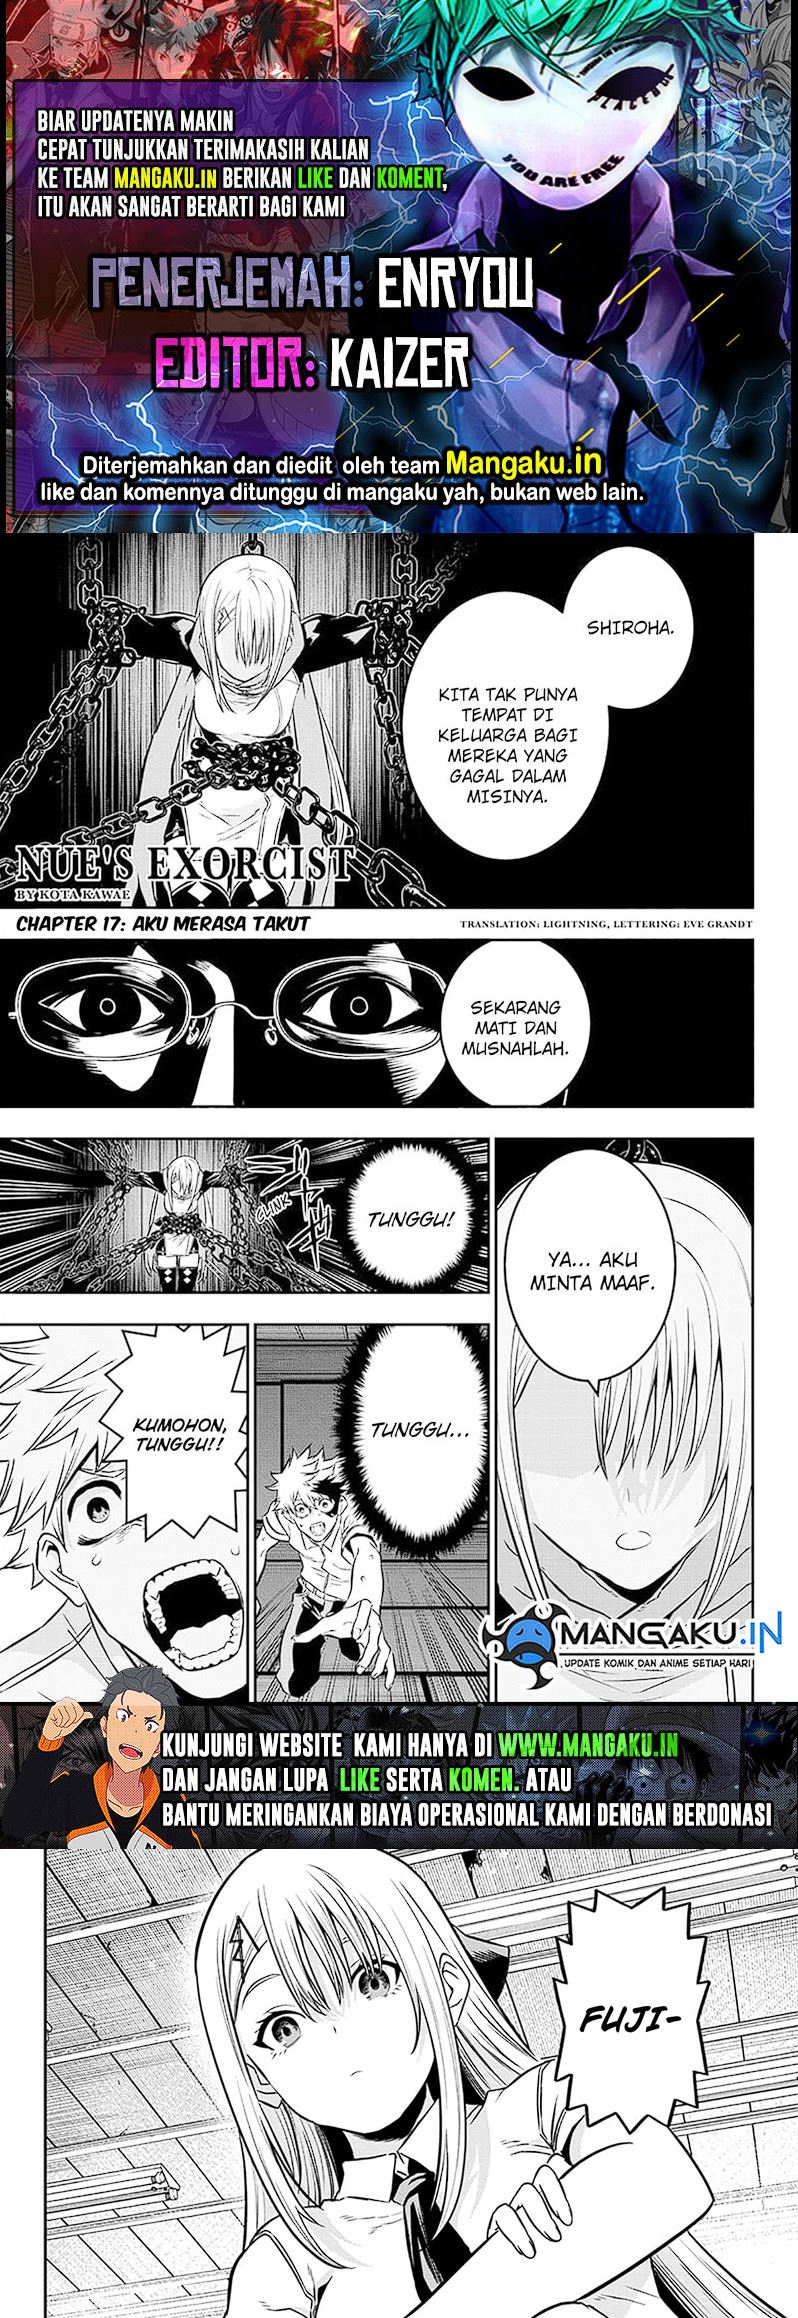 BIAR UPDATENYA MAKIN
CEPAT TUNJUKKAN TERIMAKASIH KALIAN
KE TEAM MANGAKU.IN BERIKAN LIKE DAN KOMENT,
ITU AKAN SANGAT BERARTI BAGI KAMI
YOU ARE FREE
PENERJEMAH: ENRYOU
EDITOR: KAIZER
Diterjemahkan dan diedit oleh team Mangaku.in
like dan komennya ditunggu di mangaku yah, bukan web lain.
SHIROHA.
KITA TAK PUNYA
TEMPAT DI
KELUARGA BAGI
MEREKA YANG
GAGAL DALAM
MISINYA.
NUE'S EXORCIST
BY KOTA KAWAE
CHAPTER 17: AKU MERASA TAKUT
TRANSLATION: LIGHTNING, LETTERING: EVE GRANDT
SEKARANG
MATI DAN
MUSNAHLAH.
YA... AKU
MINTA MAAF.
CLINK
TUNGGU!
TUNGGU...
KUMOHON,
TUNGGU!!
MANGAKU.IN
UPDATE KOMIK DAN ANIME SETIAP HARI
KUNJUNGI WEBSITE KAMI HANYA DI WWW.MANGAKU.IN
DAN JANGAN LUPA LIKE SERTA KOMEN. ATAU
BANTU MERINGANKAN BIAYA OPERASIONAL KAMI DENGAN BERDONASI
FUJI-